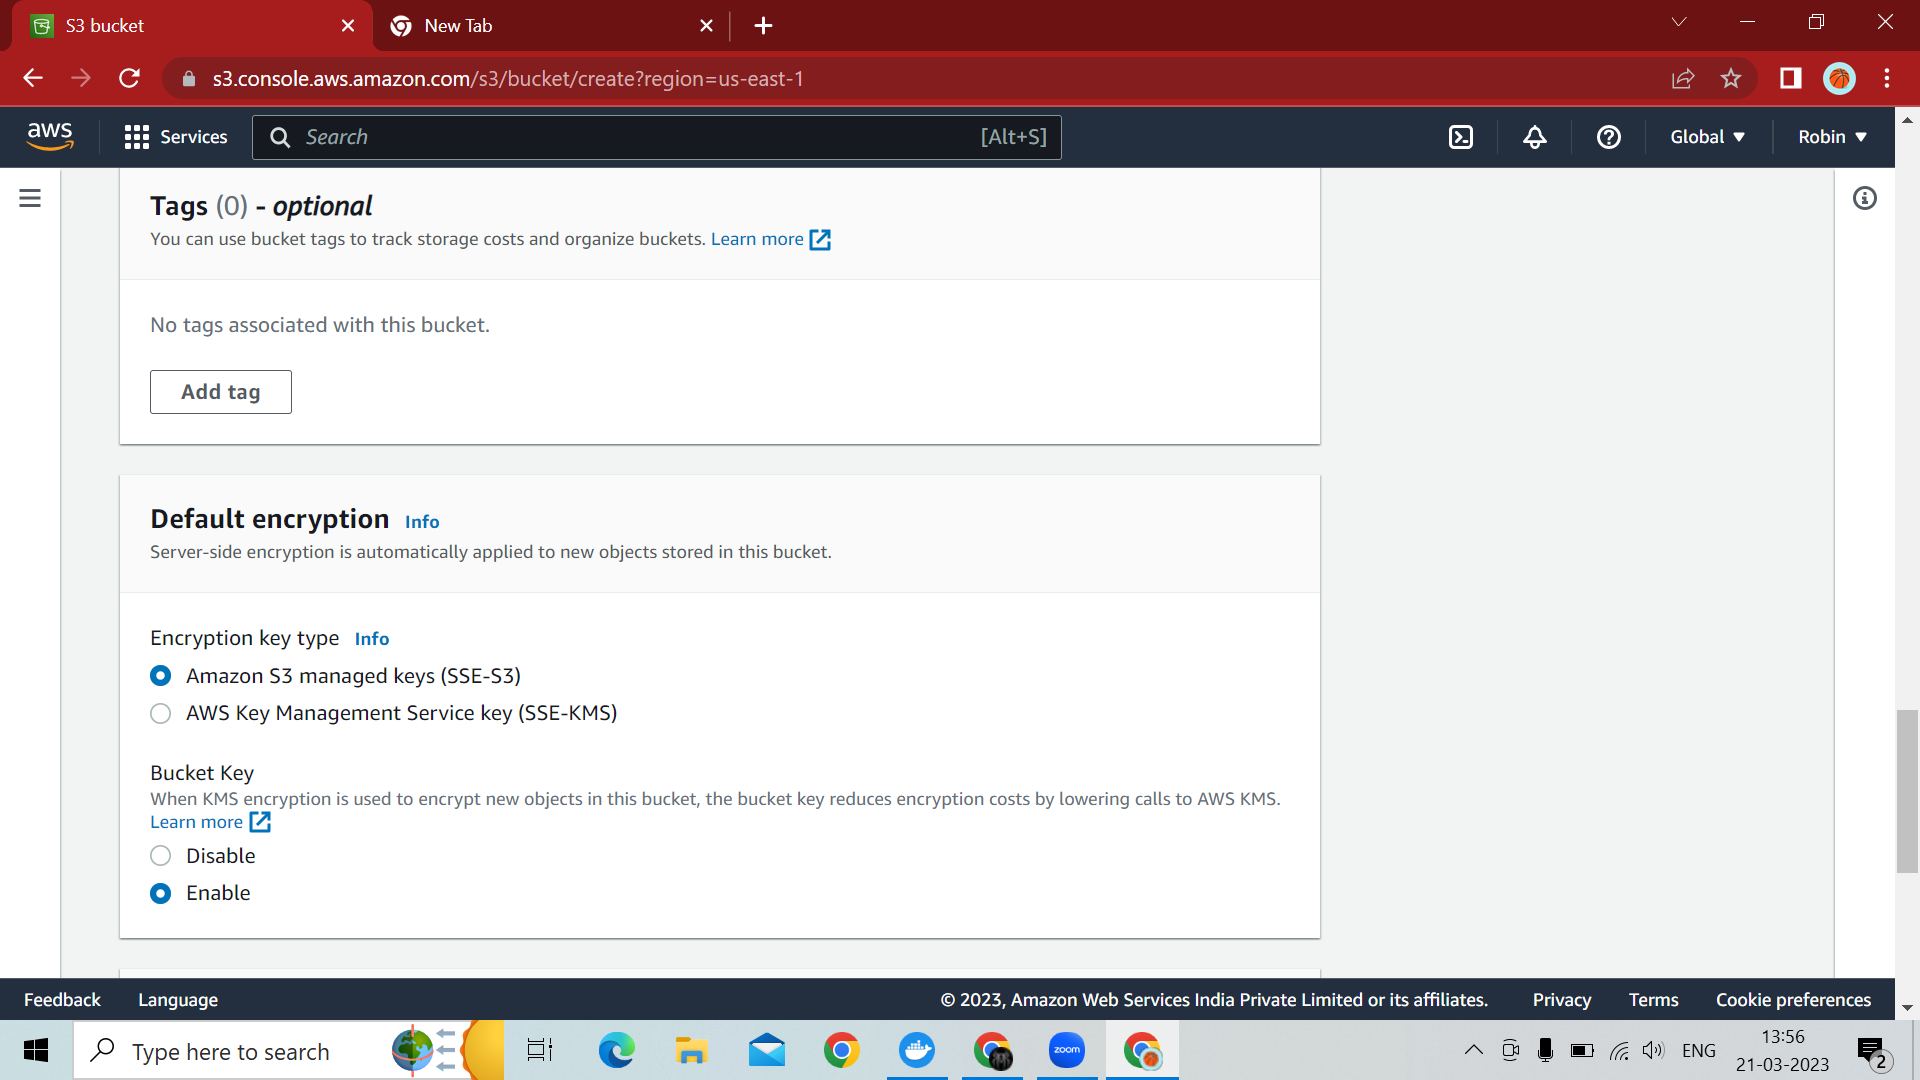 S3 bucket
New Tab
s3.console.aws.amazon.com/s3/bucket/create?region=us-east-1
aws
Services
Search
[Alt+S]
Global
Robin
Tags (0) - optional
You can use bucket tags to track storage costs and organize buckets. Learn more
No tags associated with this bucket.
Add tag
Default encryption Info
Server-side encryption is automatically applied to new objects stored in this bucket.
Encryption key type Info
Amazon S3 managed keys (SSE-S3)
AWS Key Management Service key (SSE-KMS)
Bucket Key
When KMS encryption is used to encrypt new objects in this bucket, the bucket key reduces encryption costs by lowering calls to AWS KMS.
Learn more
Disable
Enable
Feedback
Language
© 2023, Amazon Web Services India Private Limited or its affiliates.
Privacy
Terms
Cookie preferences
Type here to search
zoom
ENG
13:56
21-03-2023
2